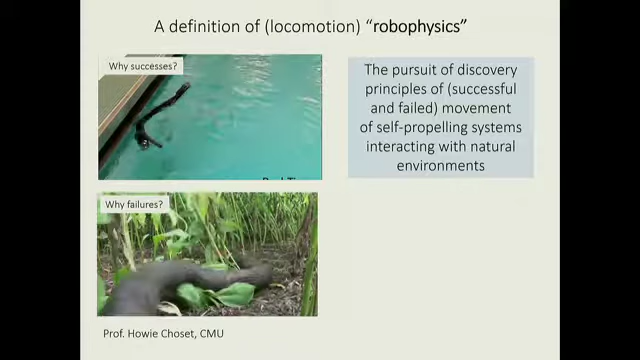 A definition of (locomotion) “robophysics”
Why successes?
The pursuit of discovery
principles of (successful
and failed) movement
of self-propelling systems
interacting with natural
environments
Why failures?
Prof. Howie Choset, CMU